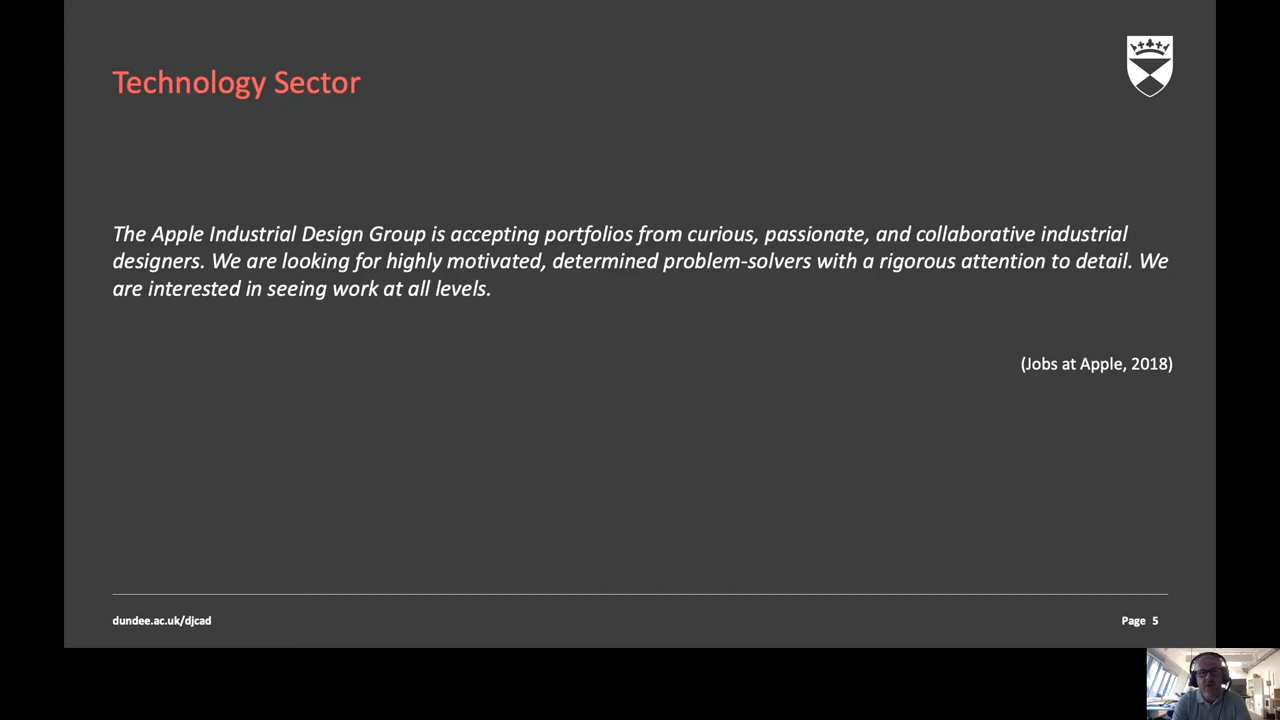 Technology Sector
The Apple Industrial Design Group is accepting portfolios from curious, passionate, and collaborative industrial
designers. We are looking for highly motivated, determined problem-solvers with a rigorous attention to detail. We
are interested in seeing work at all levels.
(Jobs at Apple, 2018)
dundee.ac.uk/djcad
Page 5